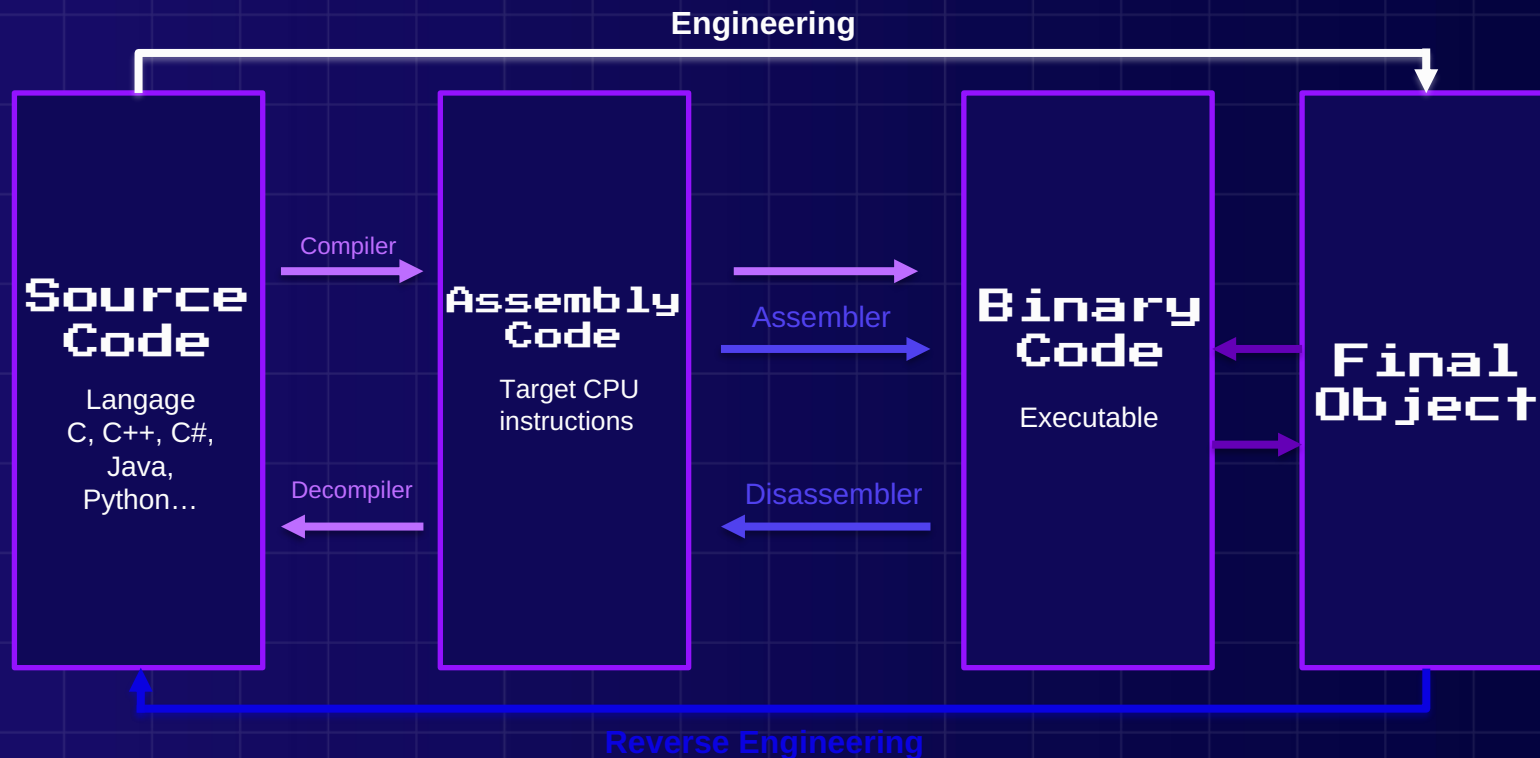 Engineering
Source
Code
Langage
C, C++, C#,
Java,
Python…
Compiler
Decompiler
Assembly
Code
Target CPU
instructions
Assembler
Disassembler
Binary
Code
Executable
Final
Object
Reverse Engineering